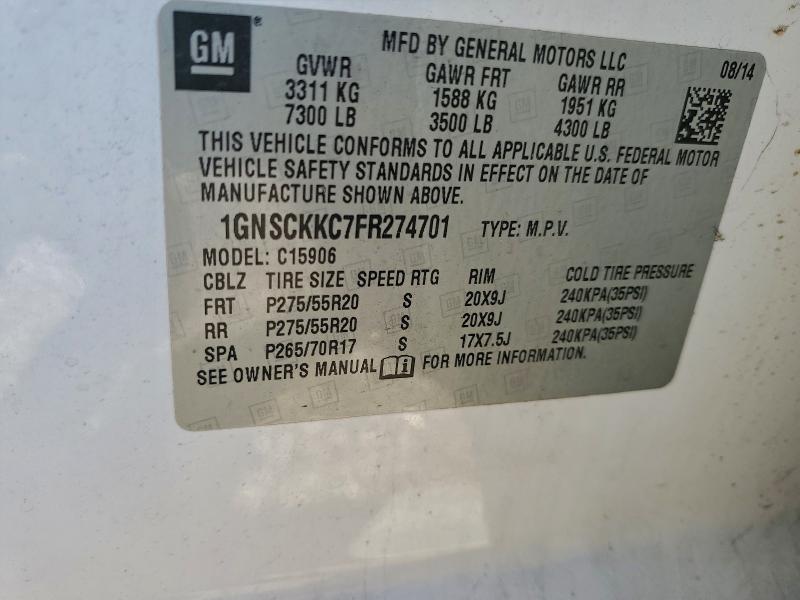 GM
MFD BY GENERAL MOTORS LLC
08/14
GVWR GAWR FRT GAWR RR
3311 KG 1588 KG 1951 KG
7300 LB 3500 LB 4300 LB
THIS VEHICLE CONFORMS TO ALL APPLICABLE U.S. FEDERAL MOTOR
VEHICLE SAFETY STANDARDS IN EFFECT ON THE DATE OF
MANUFACTURE SHOWN ABOVE.
1GNSCKKC7FR274701 TYPE: M.P.V.
MODEL: C15906
CBLZ TIRE SIZE SPEED RTG RIM COLD TIRE PRESSURE
FRT P275/55R20 S 20X9J 240KPA(35PSI)
RR P275/55R20 S 20X9J 240KPA(35PSI)
SPA P265/70R17 S 17X7.5J 240KPA(35PSI)
SEE OWNER'S MANUAL FOR MORE INFORMATION.